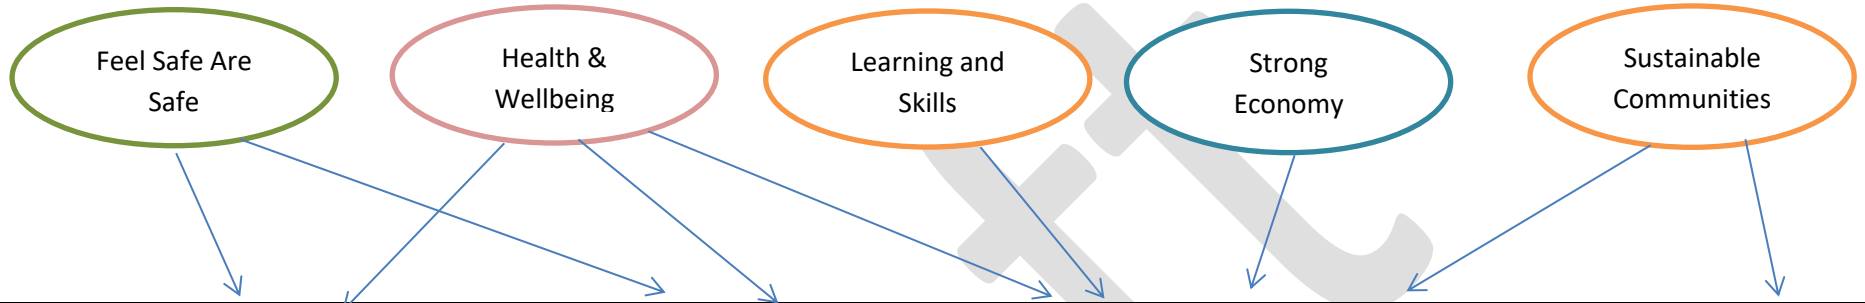 Feel Safe Are
Safe
Health &
Wellbeing
Learning and
Skills
Strong
Economy
Sustainable
Communities